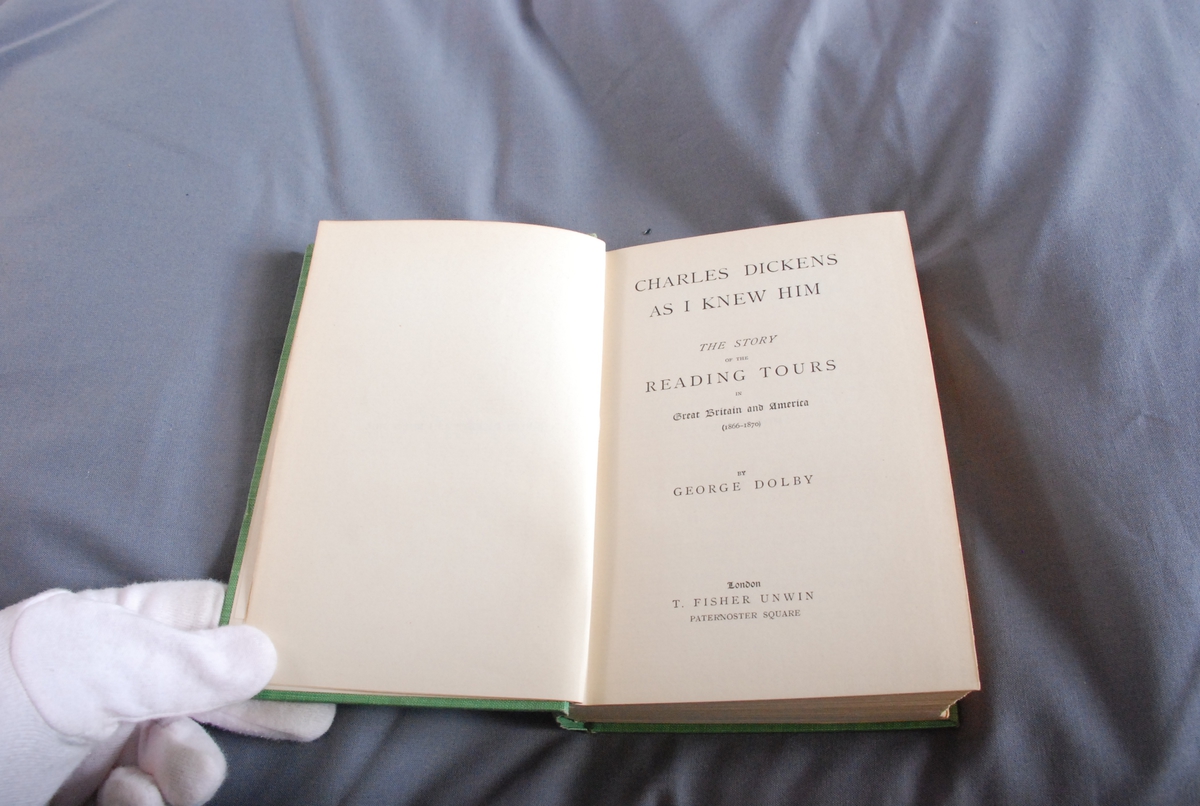 CHARLES DICKENS
AS I KNEW HIM
THE STORY
OF THE
READING TOURS
IN
Great Britain and America
(1866-1870)
BY
GEORGE DOLBY
London
T. FISHER UNWIN
PATERNOSTER SQUARE